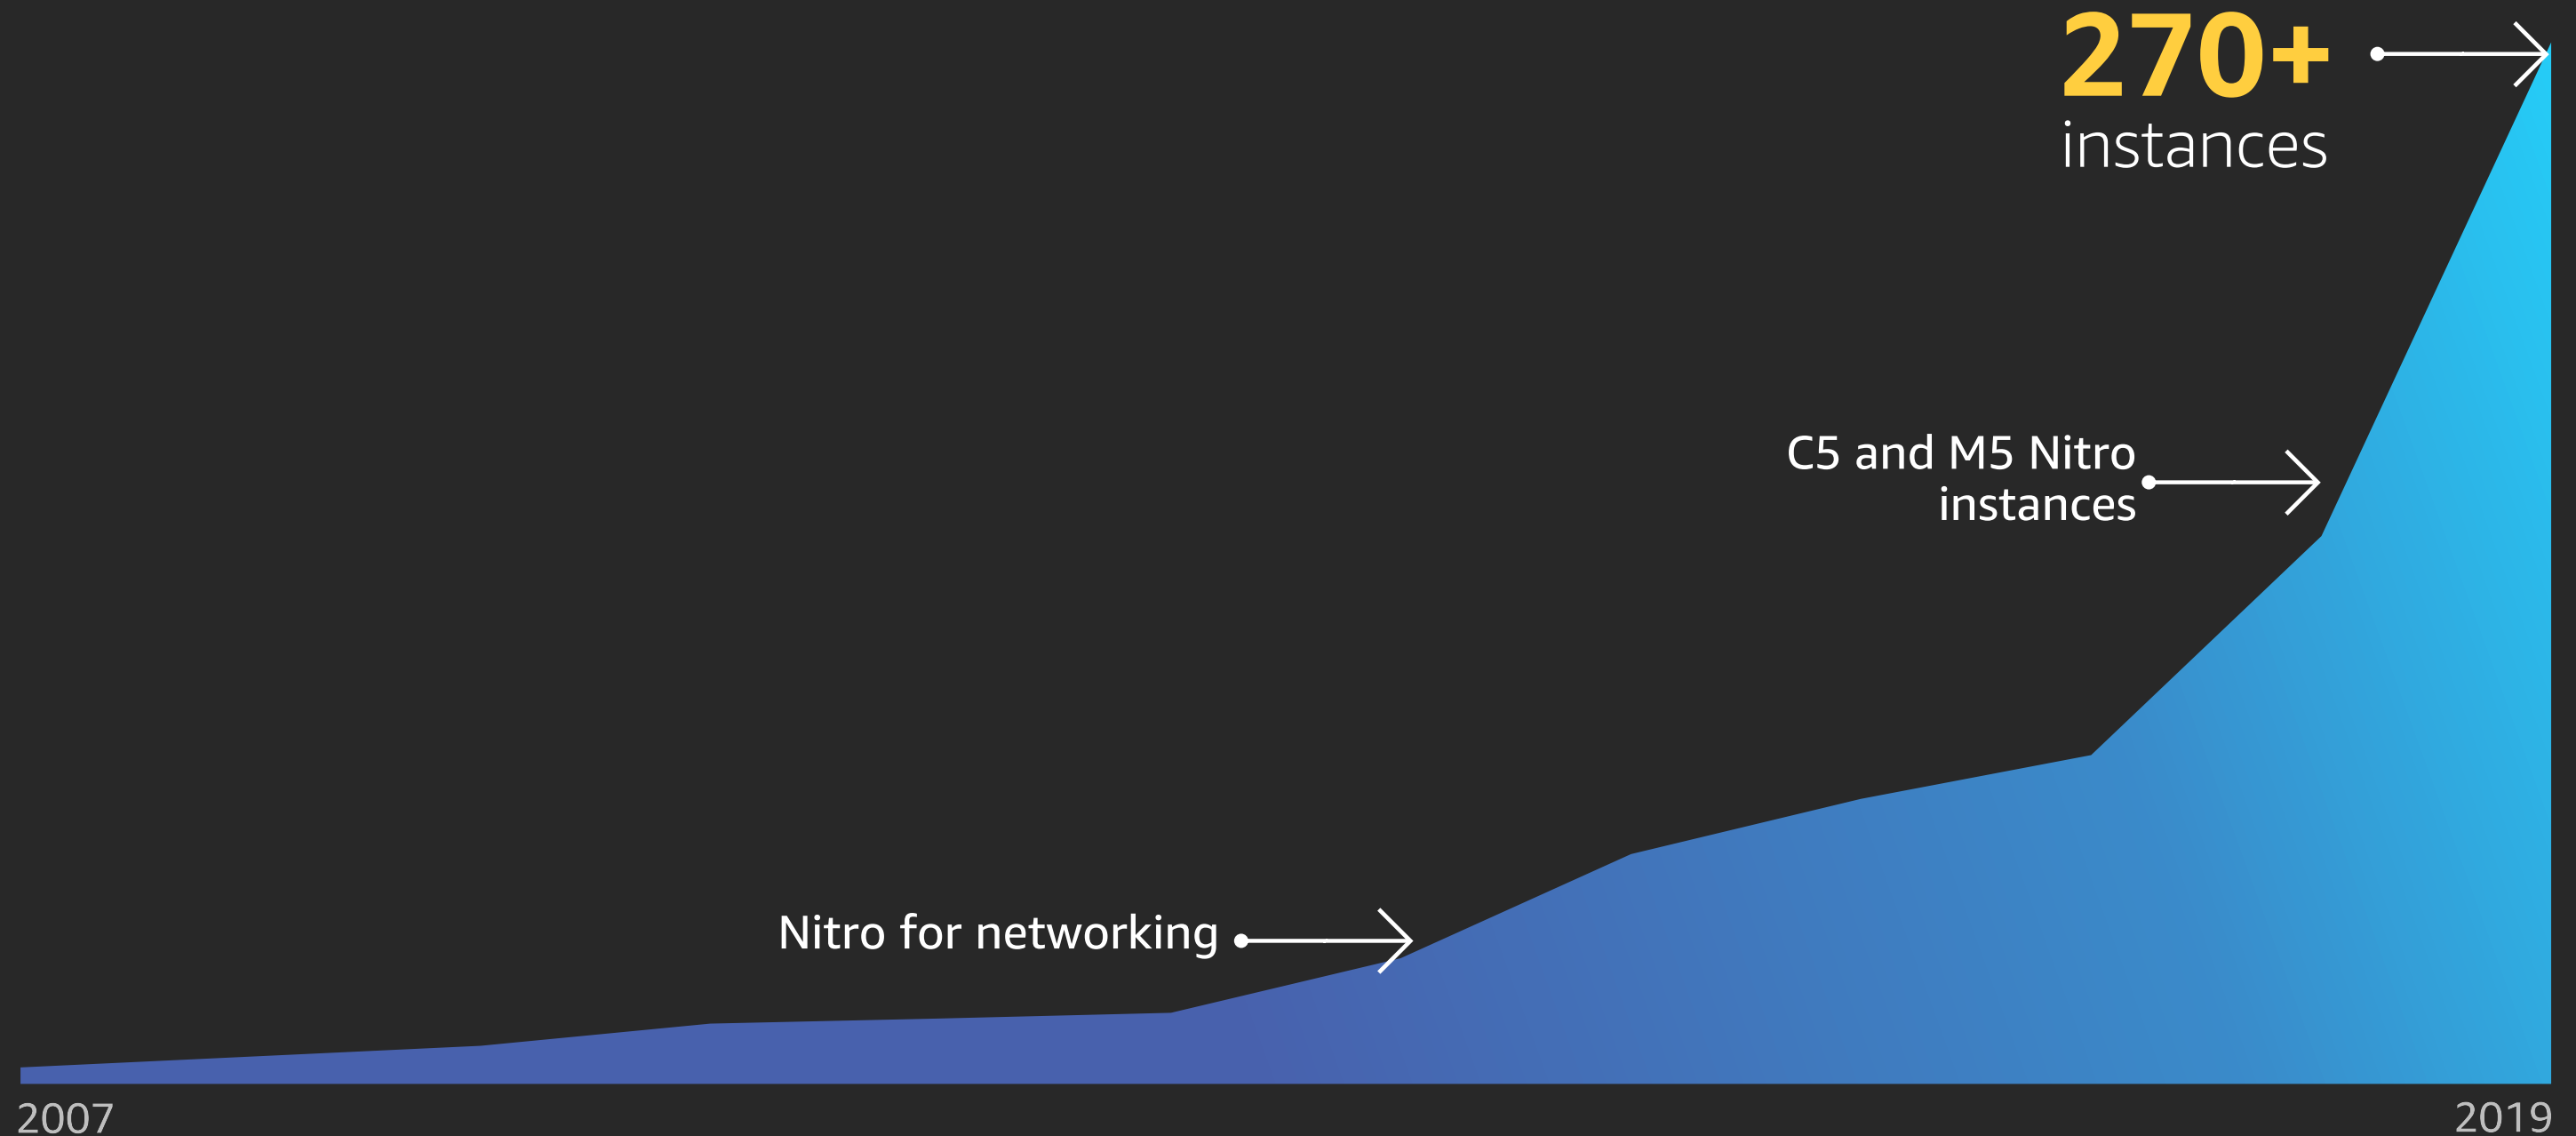 270+
instances
C5 and M5 Nitro
instances
Nitro for networking
2007
2019